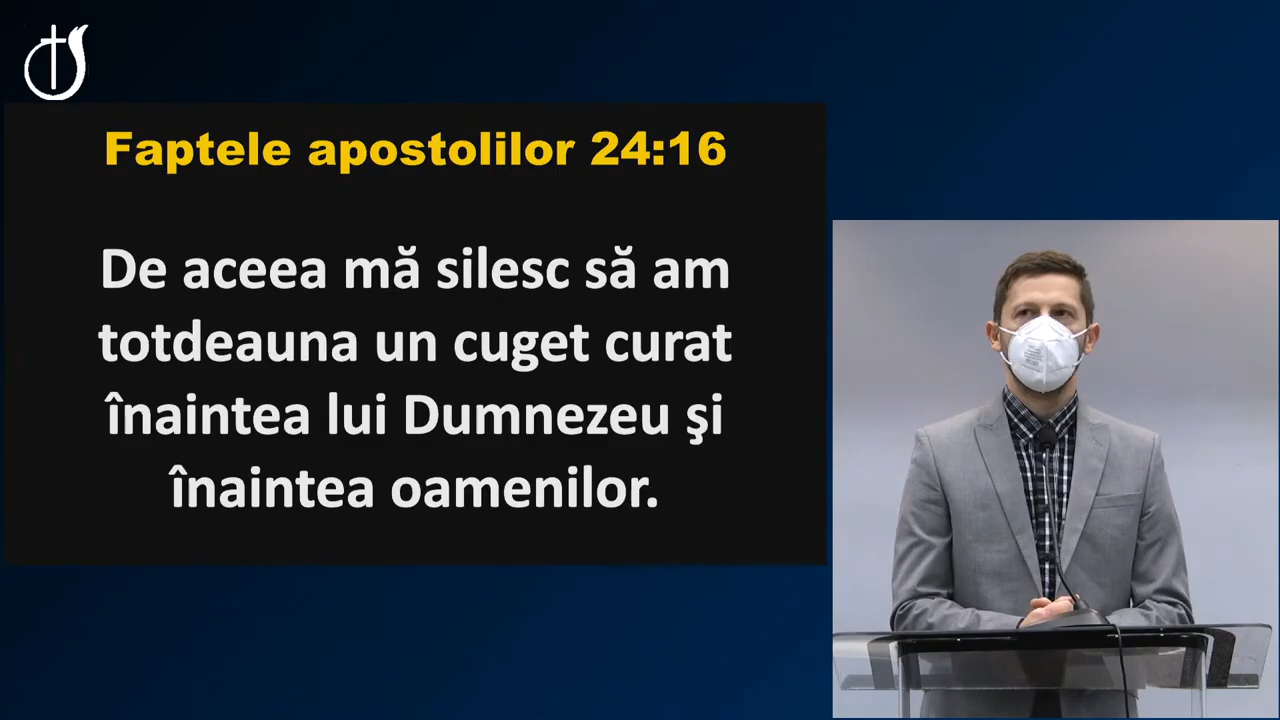 Faptele apostolilor 24:16
De aceea mă silesc să am
totdeauna un cuget curat
înaintea lui Dumnezeu şi
înaintea oamenilor.